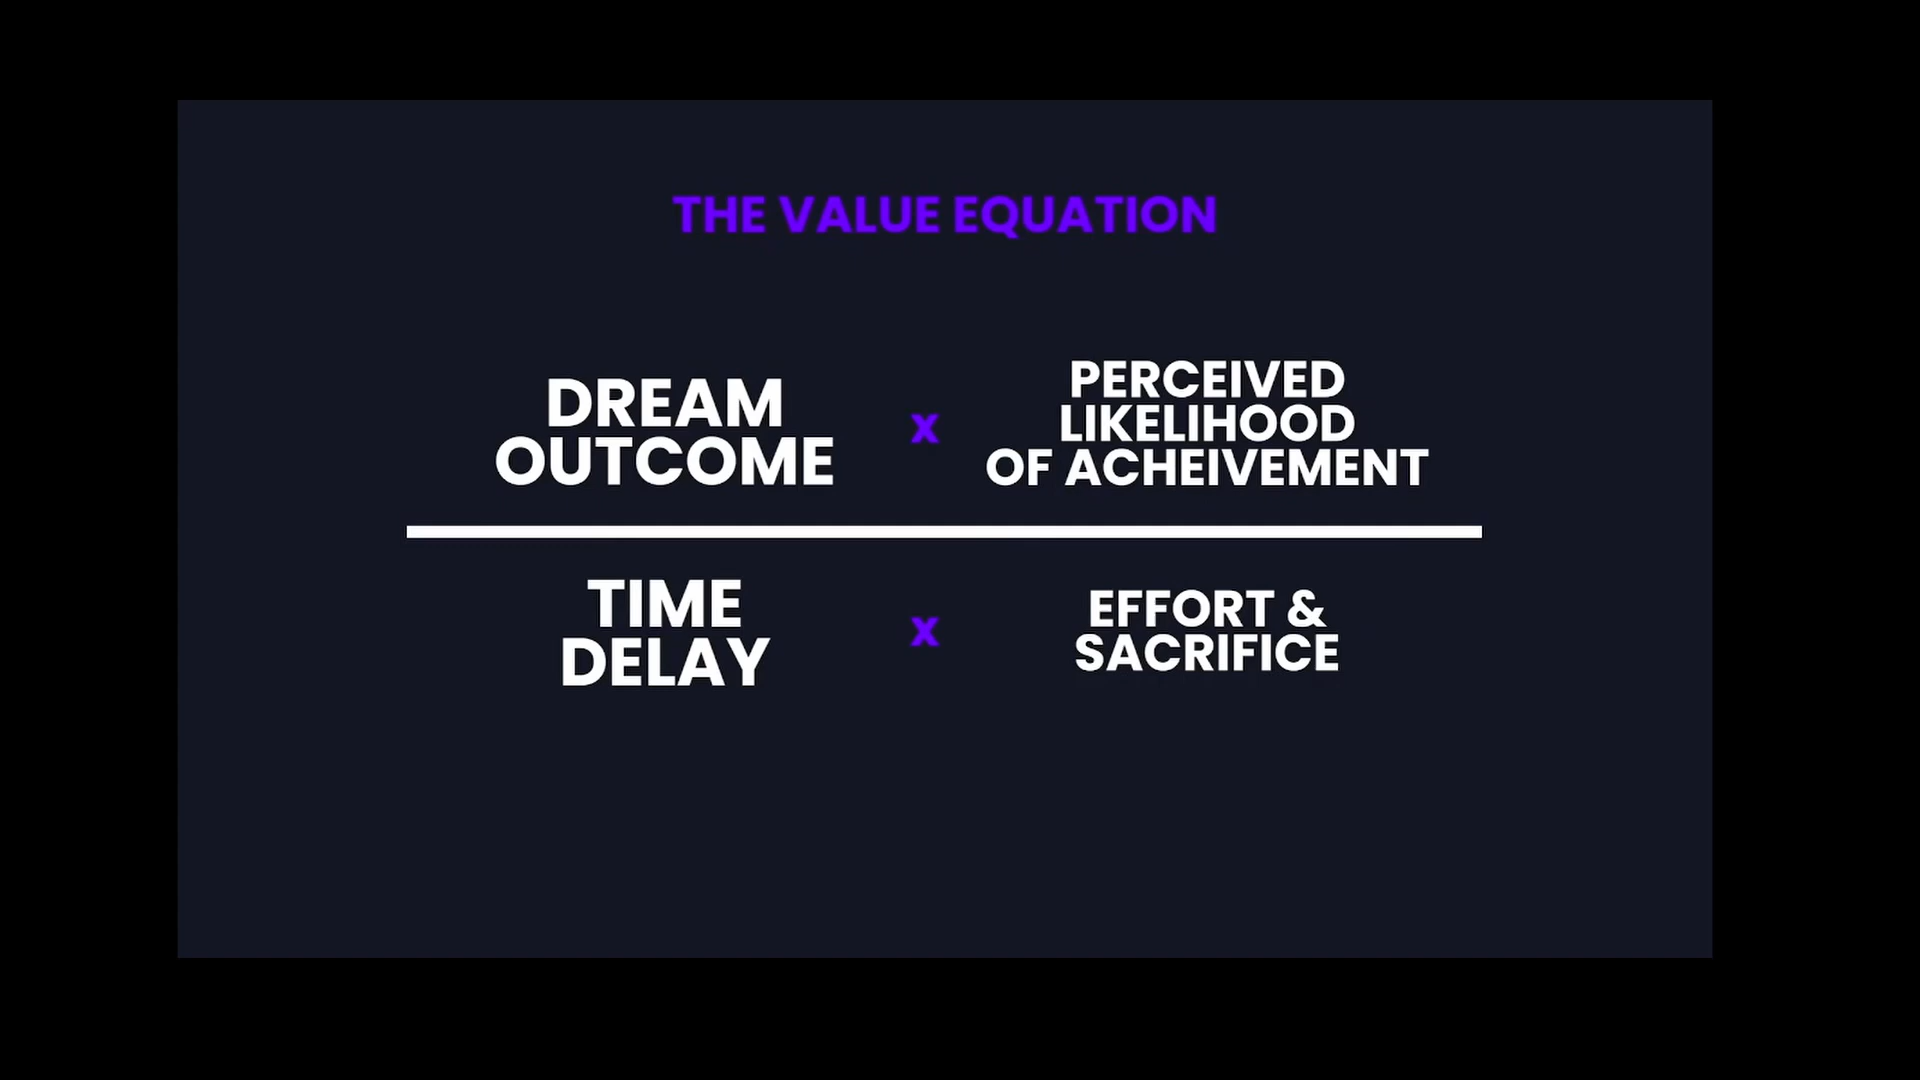 THE VALUE EQUATION
DREAM
OUTCOME
x
PERCEIVED
LIKELIHOOD
OF ACHEIVEMENT
TIME
DELAY
x
EFFORT &
SACRIFICE